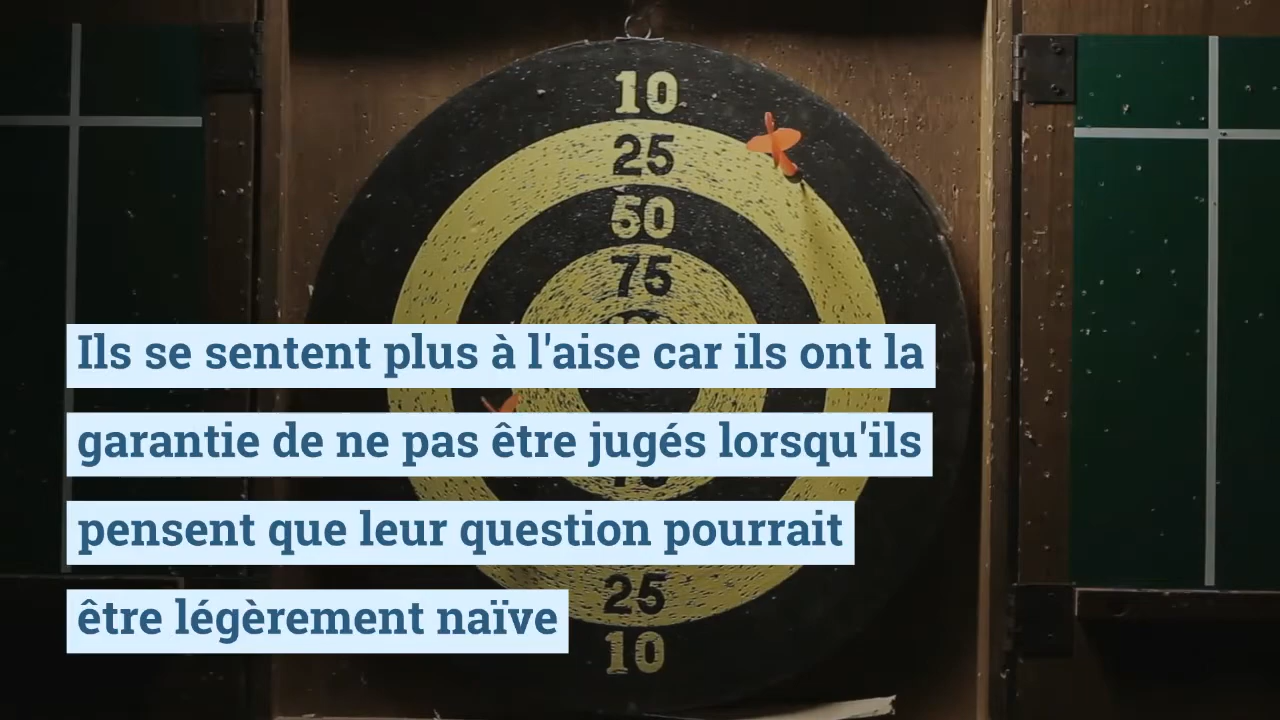 10
25
50
75
Ils se sentent plus à l'aise car ils ont la
garantie de ne pas être jugés lorsqu'ils
pensent que leur question pourrait
être légèrement naïve
25
10